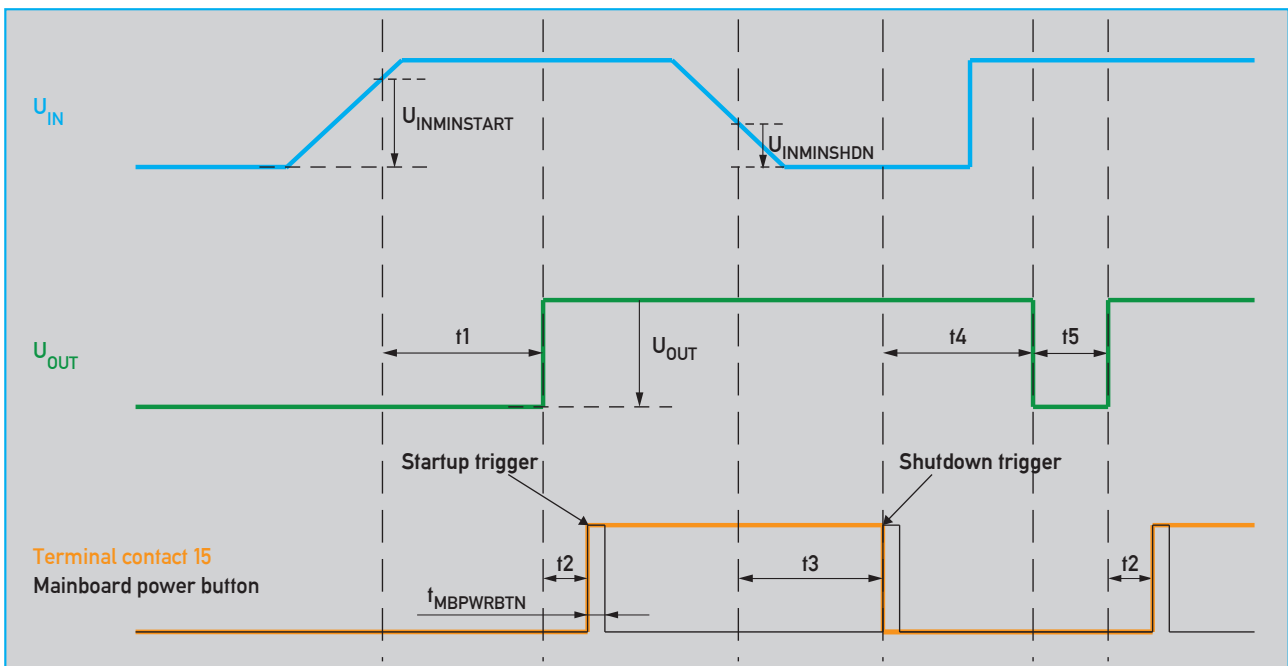 U_IN
U_INMINSTART
U_INMINSHDN
U_OUT
t1
U_OUT
t4
t5
Startup trigger
Shutdown trigger
Terminal contact 15
Mainboard power button
t2
t3
t2
t_MBPWRBTN